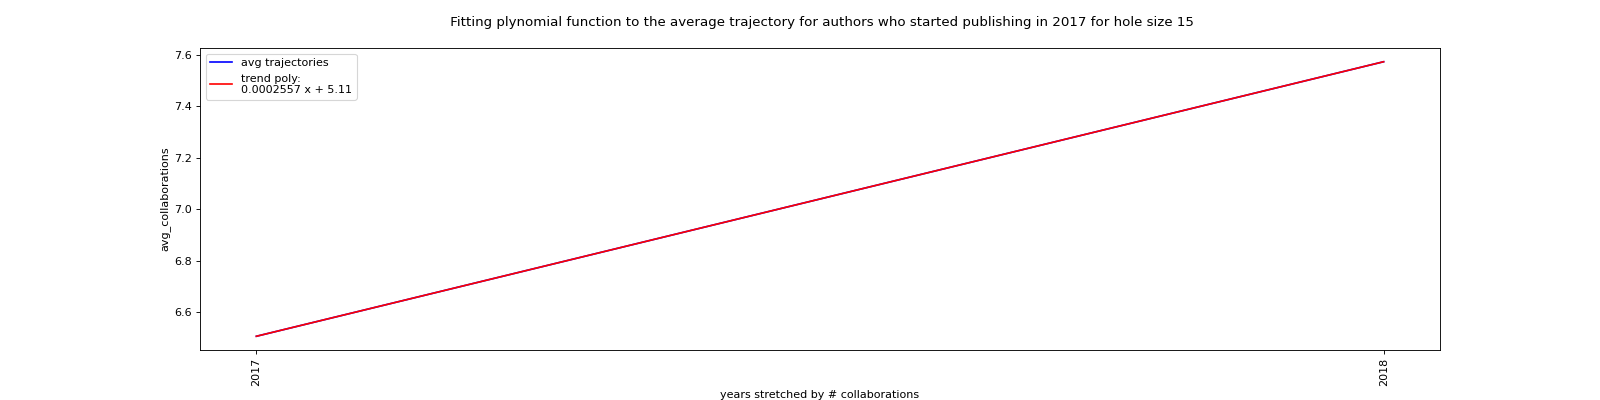 Fitting plynomial function to the average trajectory for authors who started publishing in 2017 for hole size 15
avg trajectories
trend poly:
0.0002557 x + 5.11
7.6
7.4
7.2
7.0
6.8
6.6
avg_collaborations
2017
2018
years stretched by # collaborations